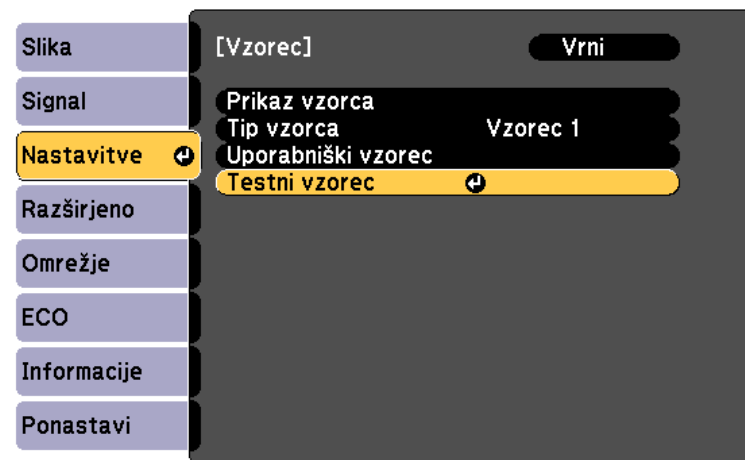 Slika
Signal
Nastavitve
Razširjeno
Omrežje
ECO
Informacije
Ponastavi
[Vzorec] Vrni
Prikaz vzorca
Tip vzorca Vzorec 1
Uporabniški vzorec
Testni vzorec